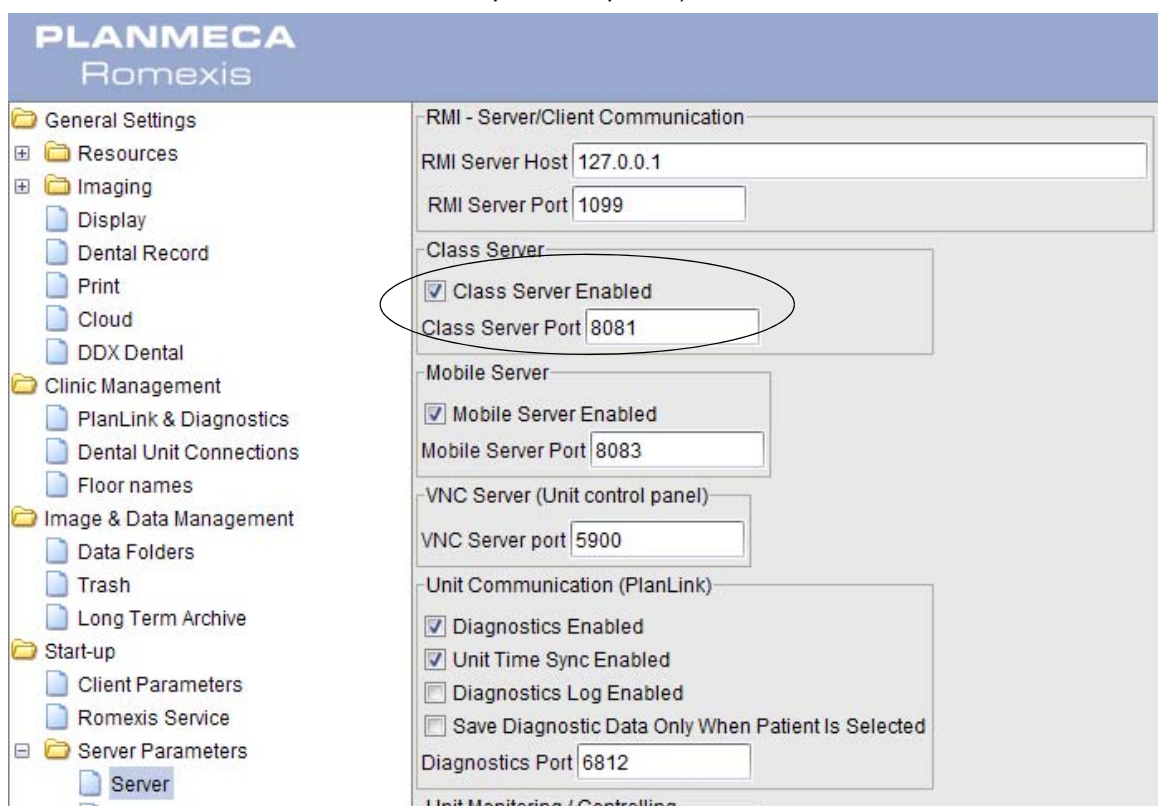 PLANMECA
Romexis
General Settings
Resources
Imaging
Display
Dental Record
Print
Cloud
DDX Dental
Clinic Management
PlanLink & Diagnostics
Dental Unit Connections
Floor names
Image & Data Management
Data Folders
Trash
Long Term Archive
Start-up
Client Parameters
Romexis Service
Server Parameters
Server
RMI - Server/Client Communication
RMI Server Host 127.0.0.1
RMI Server Port 1099
Class Server
Class Server Enabled
Class Server Port 8081
Mobile Server
Mobile Server Enabled
Mobile Server Port 8083
VNC Server (Unit control panel)
VNC Server port 5900
Unit Communication (PlanLink)
Diagnostics Enabled
Unit Time Sync Enabled
Diagnostics Log Enabled
Save Diagnostic Data Only When Patient Is Selected
Diagnostics Port 6812
Unit Monitoring / Controlling